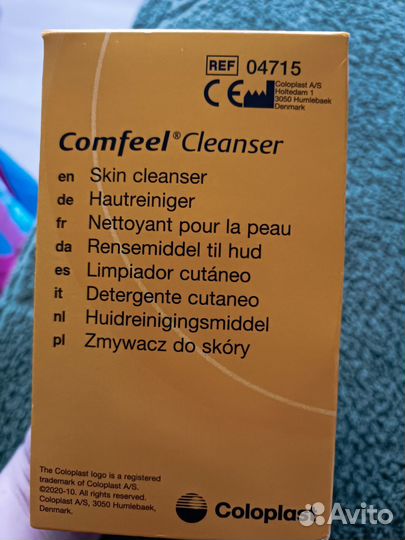 REF 04715
CE Coloplast A/S
Holtedam 1
3050 Humlebaek
Denmark
Comfeel® Cleanser
en Skin cleanser
de Hautreiniger
fr Nettoyant pour la peau
da Rensemiddel til hud
es Limpiador cutáneo
it Detergente cutaneo
nl Huidreinigingsmiddel
pl Zmywacz do skóry
The Coloplast logo is a registered
trademark of Coloplast A/S.
©2020-10. All rights reserved.
Coloplast A/S, 3050 Humlebaek,
Denmark.
Coloplast
Avito